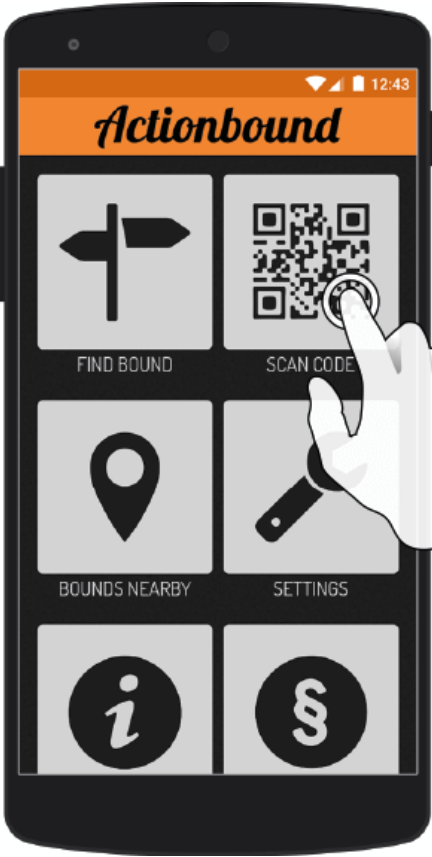 12:43
Actionbound
FIND BOUND
SCAN CODE
BOUNDS NEARBY
SETTINGS
i
§